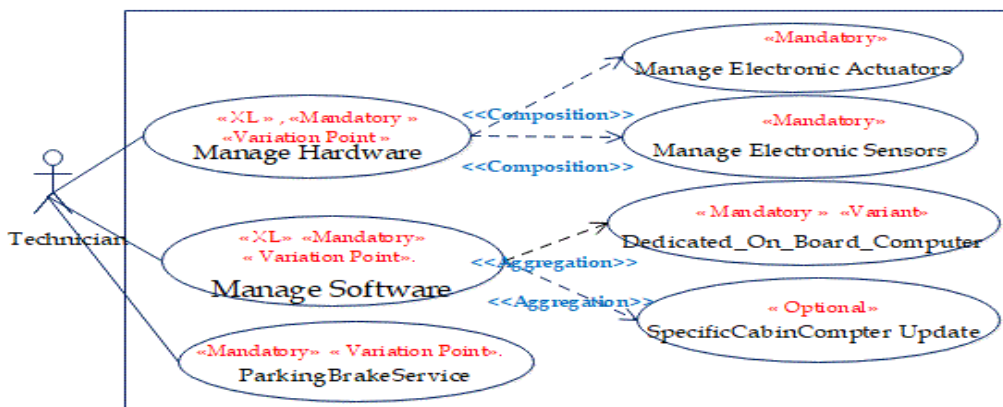 «Mandatory»
Manage Electronic Actuators
<<Composition>>
«XL» , «Mandatory »
«Variation Point »
Manage Hardware
«Mandatory»
Manage Electronic Sensors
<<Composition>>
Technician
« Mandatory » «Variant»
Dedicated_On_Board_Computer
«XL» «Mandatory»
« Variation Point».
Manage Software
<<Aggregation>>
<<Aggregation>>
« Optional»
SpecificCabinCompter Update
«Mandatory» « Variation Point».
ParkingBrakeService